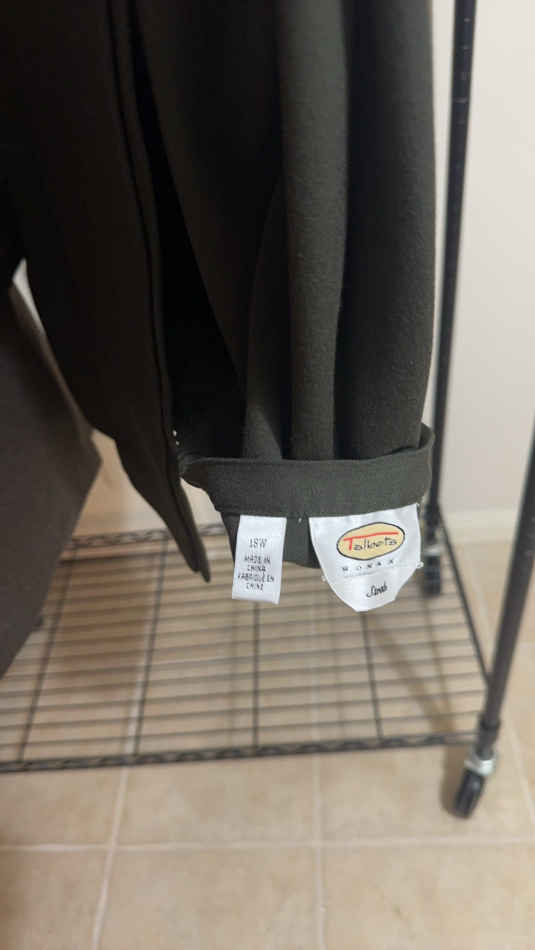 18W
MADE IN
CHINA
FABRIQUÉ EN
CHINE
Talbots
WOMAN